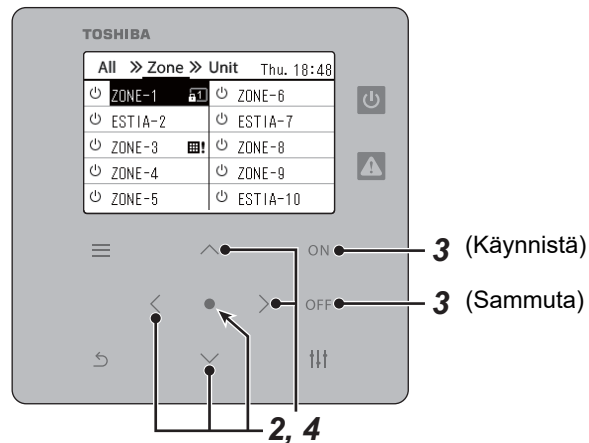 TOSHIBA
All » Zone » Unit Thu. 18:48
ZONE-1 1 ZONE-6
ESTIA-2 ESTIA-7
ZONE-3 ! ZONE-8
ZONE-4 ZONE-9
ZONE-5 ESTIA-10
ON 3 (Käynnistä)
OFF 3 (Sammuta)
2, 4